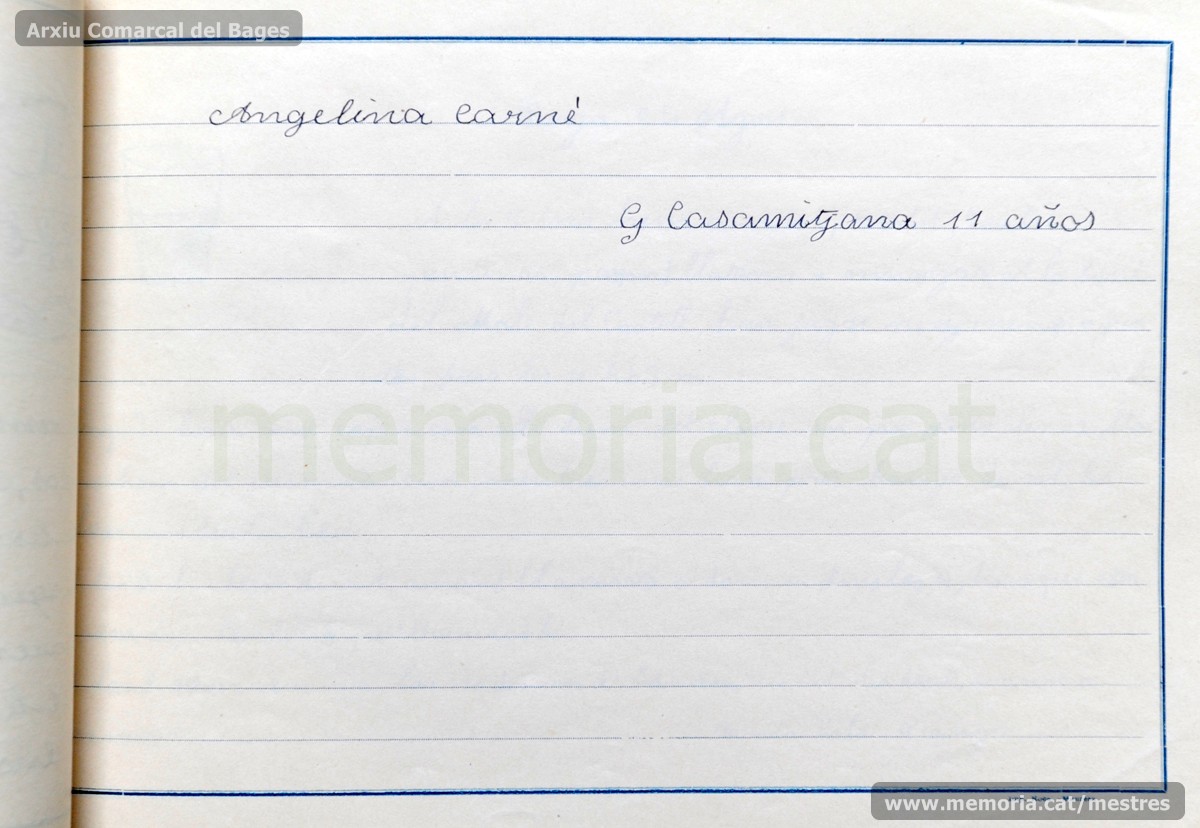 Arxiu Comarcal del Bages
Angelina Carné
G Casamitjana 11 años
memoria.cat
www.memoria.cat/mestres